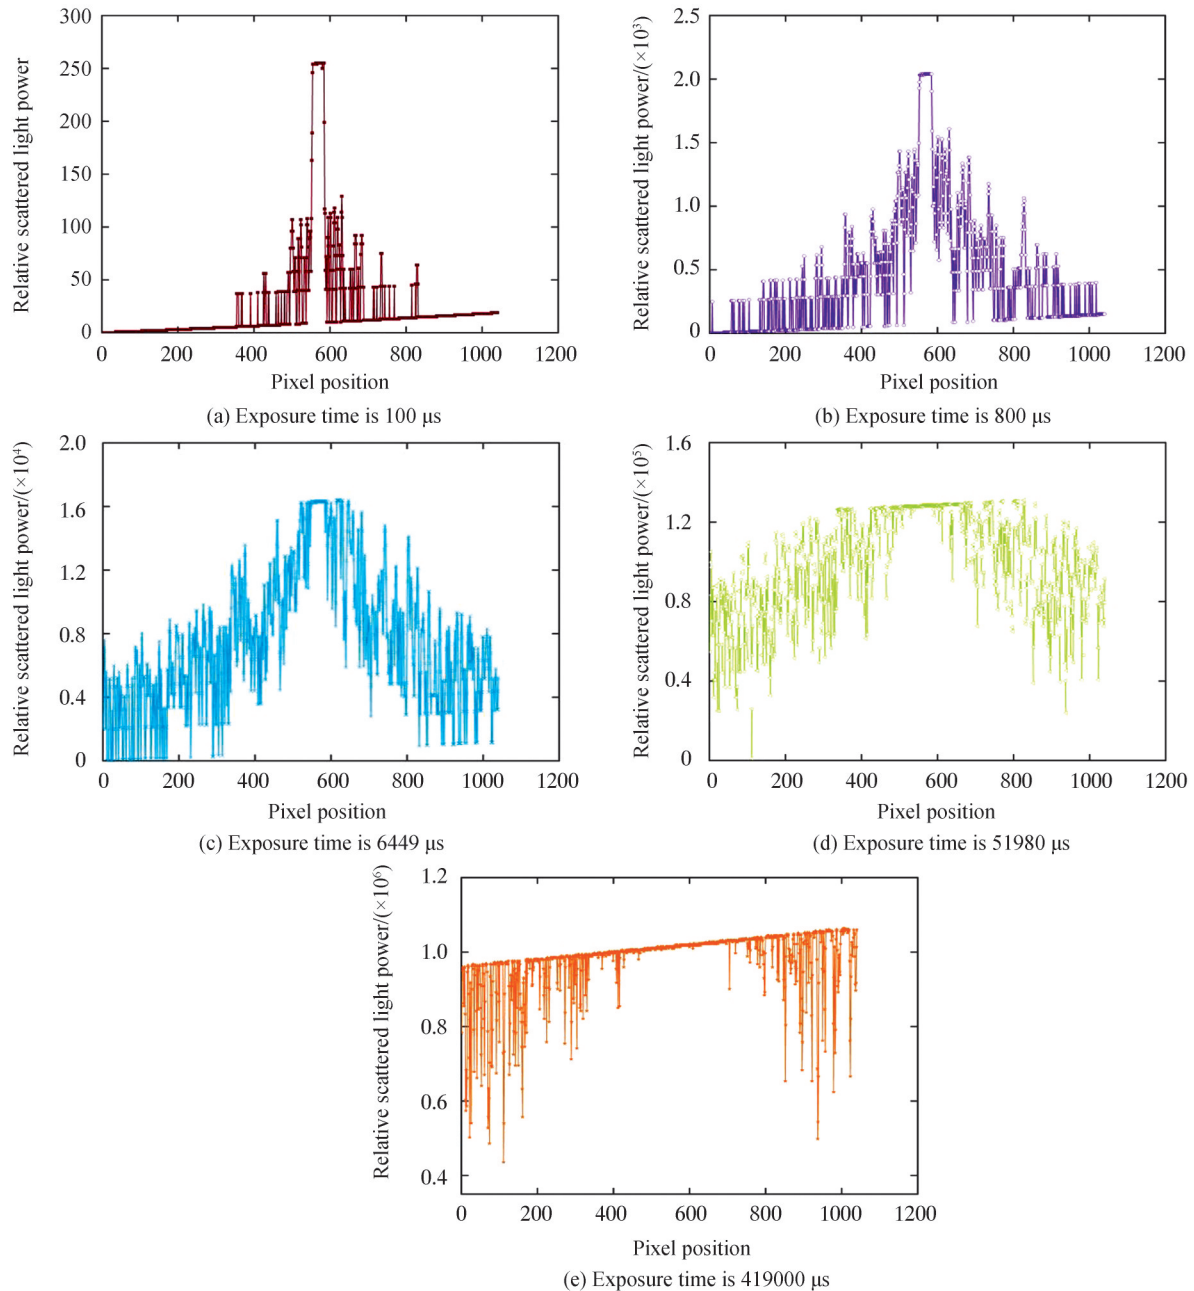 300
250
200
150
100
50
0
0 200 400 600 800 1000 1200
Relative scattered light power
Pixel position
(a) Exposure time is 100 μs
2.5
2.0
1.5
1.0
0.5
0
0 200 400 600 800 1000 1200
Relative scattered light power/(×10³)
Pixel position
(b) Exposure time is 800 μs
2.0
1.6
1.2
0.8
0.4
0
0 200 400 600 800 1000 1200
Relative scattered light power/(×10⁴)
Pixel position
(c) Exposure time is 6449 μs
1.6
1.2
0.8
0.4
0
0 200 400 600 800 1000 1200
Relative scattered light power/(×10⁵)
Pixel position
(d) Exposure time is 51980 μs
1.2
1.0
0.8
0.6
0.4
0 200 400 600 800 1000 1200
Relative scattered light power/(×10⁶)
Pixel position
(e) Exposure time is 419000 μs